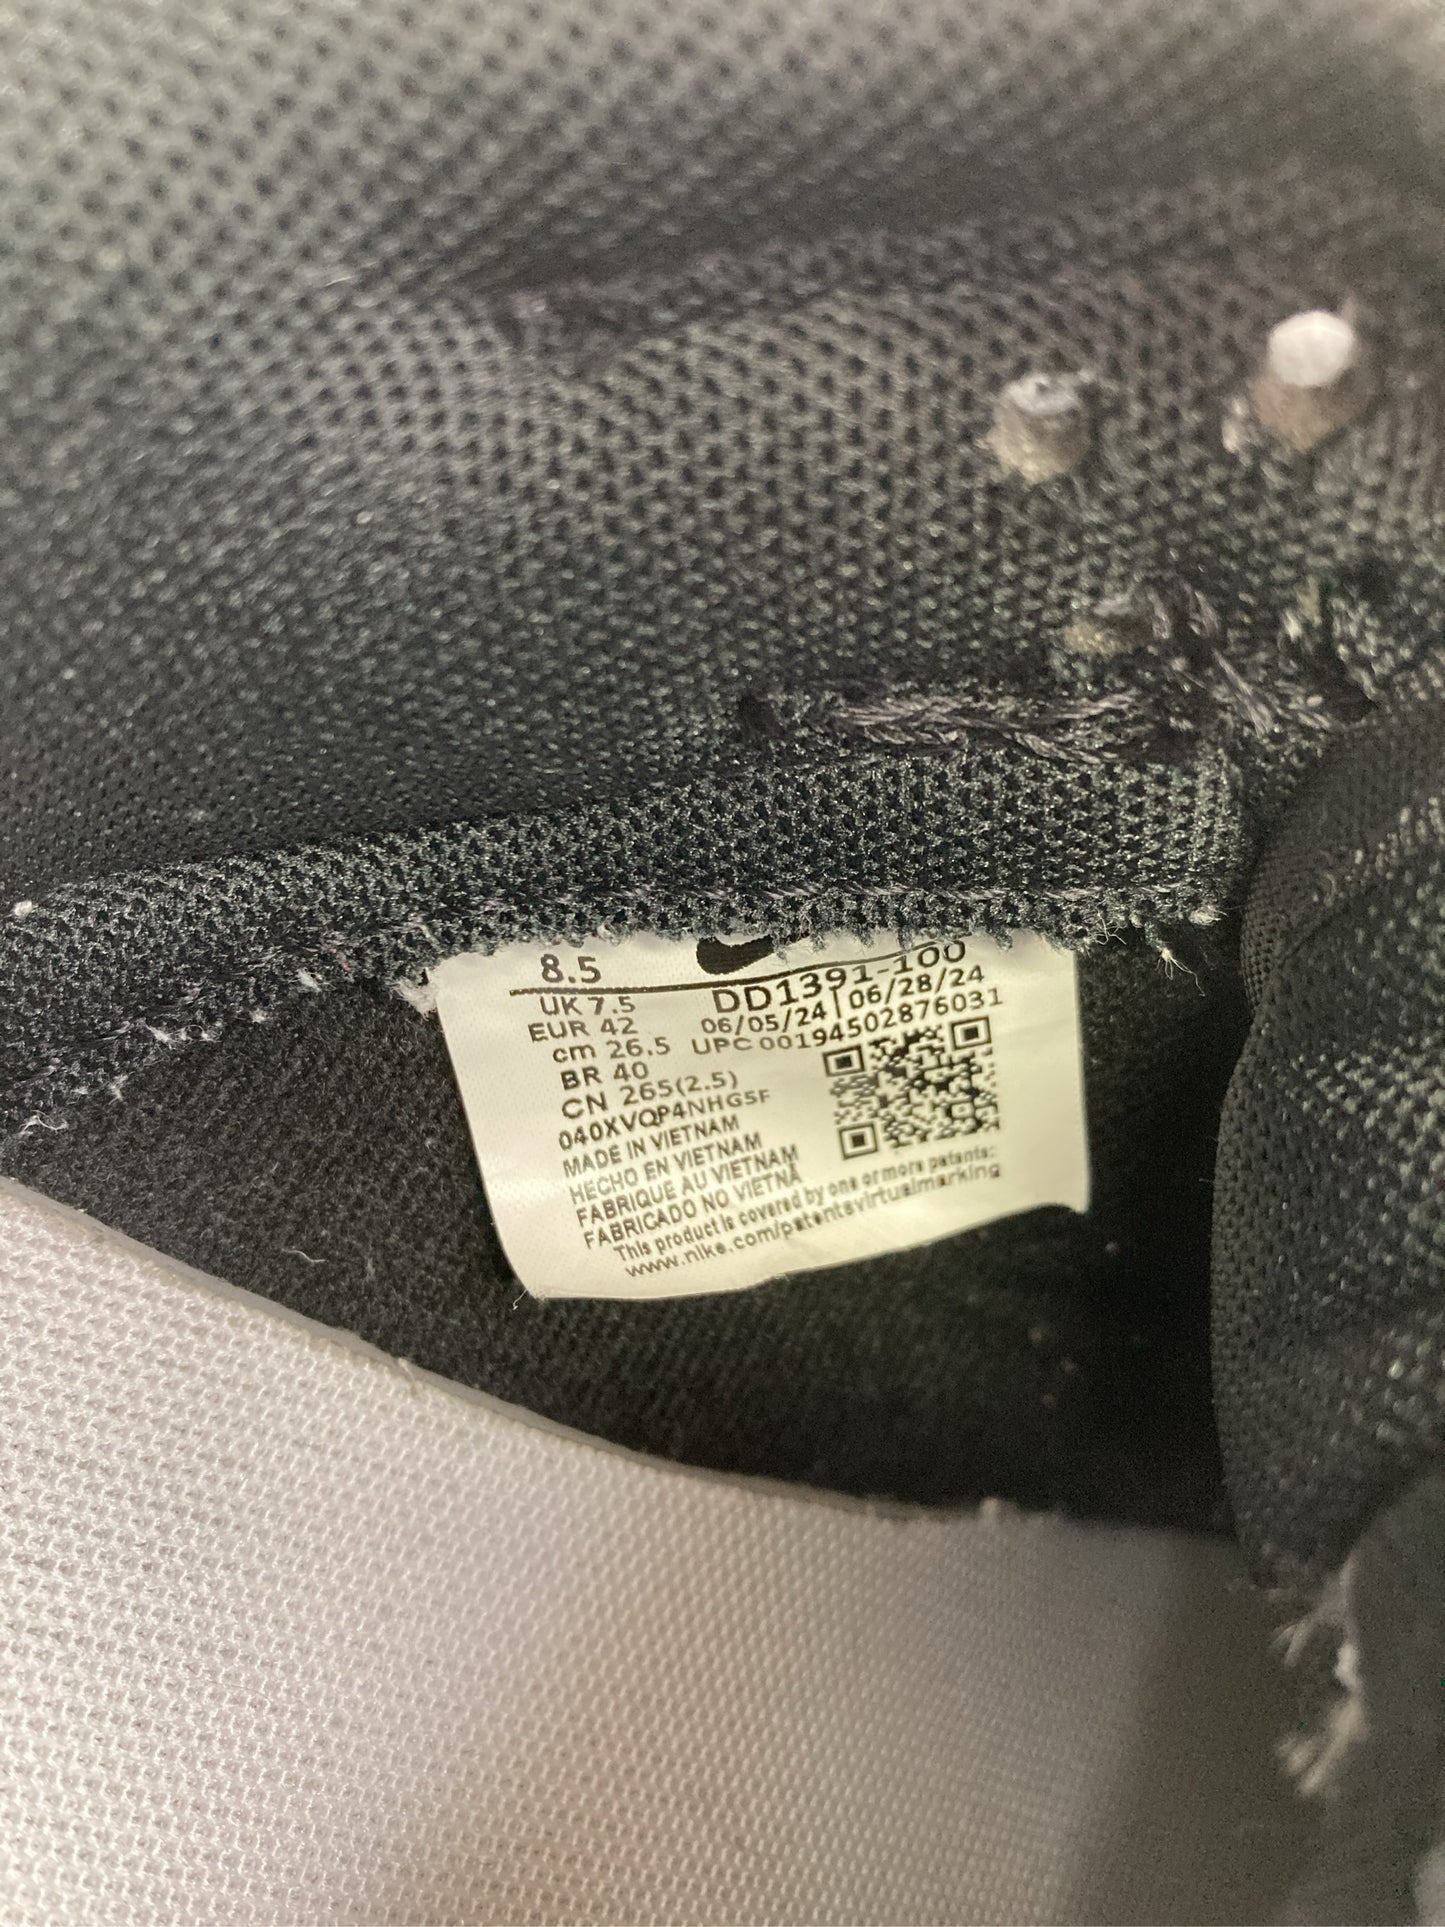 8.5
UK 7.5
EUR 42
cm 26.5
BR 40
CN 265(2.5)
040XVQP4NHG5F
MADE IN VIETNAM
HECHO EN VIETNAM
FABRIQUE AU VIETNAM
FABRICADO NO VIETNÃ
This product is covered by one or more patents:
www.nike.com/patentsvirtualmarking
DD1391-100
06/05/24|06/28/24
UPC 00194502876031